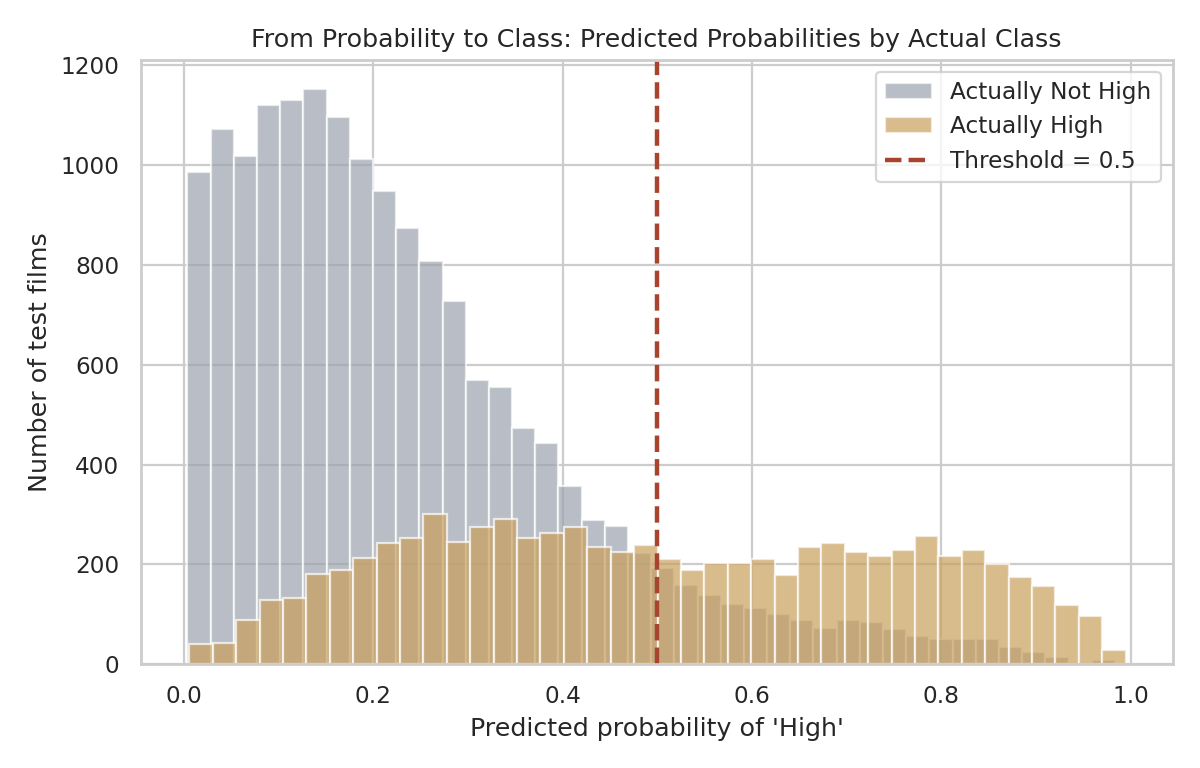 From Probability to Class: Predicted Probabilities by Actual Class
Actually Not High
Actually High
Threshold = 0.5
Number of test films
1200
1000
800
600
400
200
0
0.0 0.2 0.4 0.6 0.8 1.0
Predicted probability of 'High'